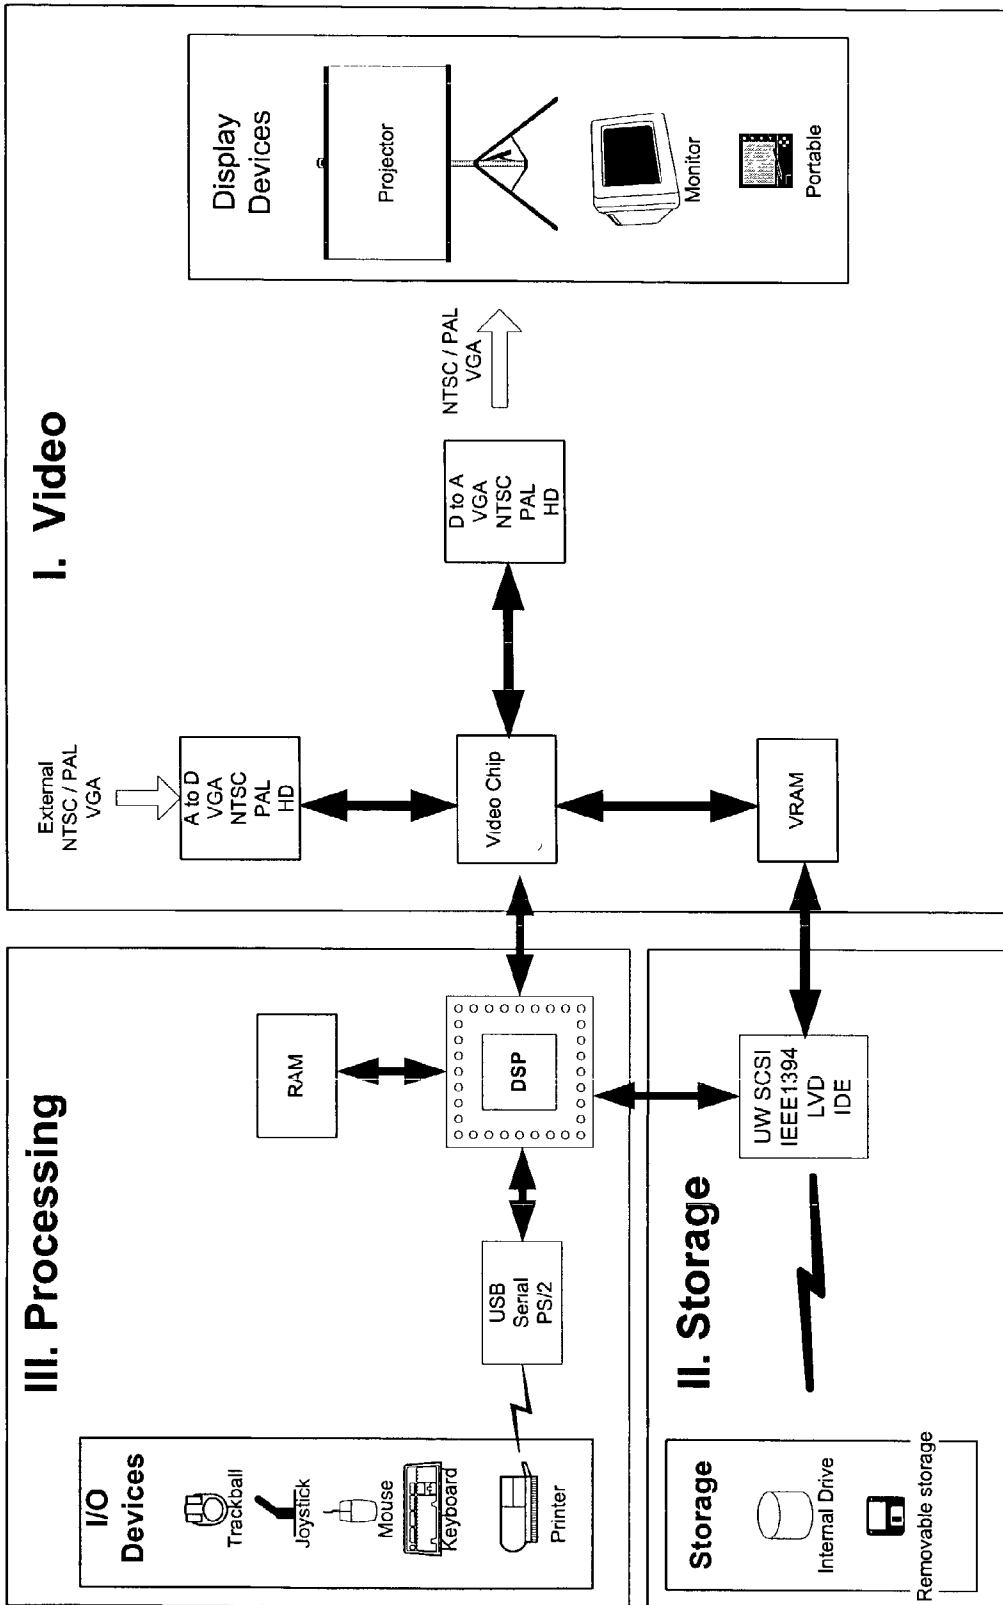 III. Processing
I/O
Devices
Trackball
Joystick
Mouse
Keyboard
Printer
USB
Serial
PS/2
RAM
DSP
I. Video
External
NTSC / PAL
VGA
A to D
VGA
NTSC
PAL
HD
Video Chip
VRAM
D to A
VGA
NTSC
PAL
HD
NTSC / PAL
VGA
Display
Devices
Projector
Monitor
Portable
II. Storage
Storage
Internal Drive
Removable storage
UW SCSI
IEEE1394
LVD
IDE